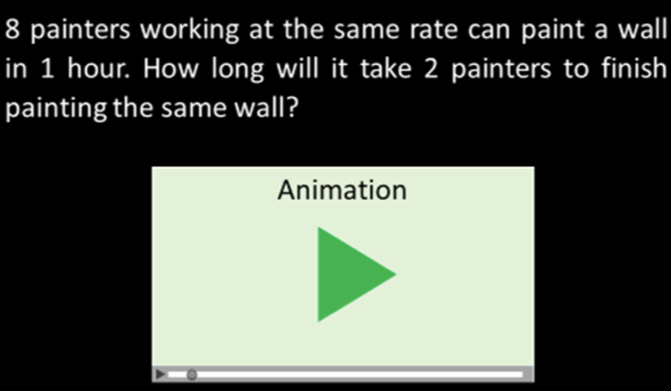 8 painters working at the same rate can paint a wall
in 1 hour. How long will it take 2 painters to finish
painting the same wall?
Animation